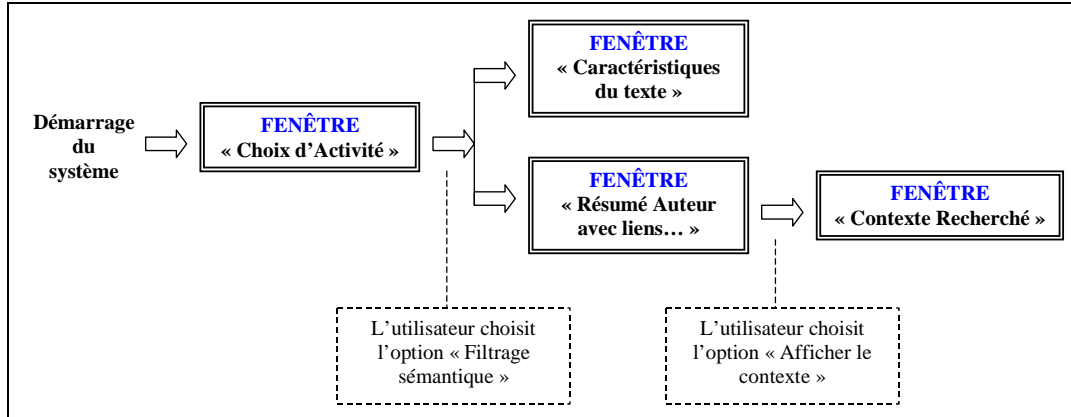 Démarrage
du
système
FENÊTRE
« Choix d'Activité »
FENÊTRE
« Caractéristiques
du texte »
FENÊTRE
« Résumé Auteur
avec liens… »
FENÊTRE
« Contexte Recherché »
L'utilisateur choisit
l'option « Filtrage
sémantique »
L'utilisateur choisit
l'option « Afficher le
contexte »